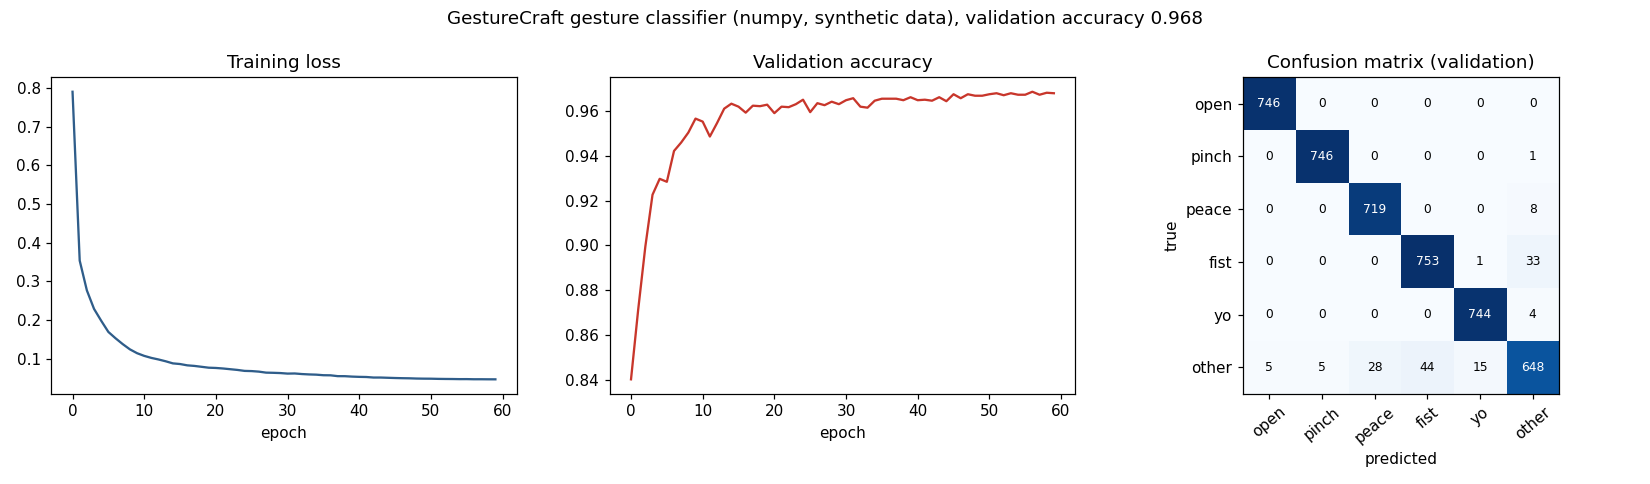 GestureCraft gesture classifier (numpy, synthetic data), validation accuracy 0.968
Training loss
0.8
0.7
0.6
0.5
0.4
0.3
0.2
0.1
0 10 20 30 40 50 60
epoch
Validation accuracy
0.96
0.94
0.92
0.90
0.88
0.86
0.84
0 10 20 30 40 50 60
epoch
Confusion matrix (validation)
true
open 746 0 0 0 0 0
pinch 0 746 0 0 0 1
peace 0 0 719 0 0 8
fist 0 0 0 753 1 33
yo 0 0 0 0 744 4
other 5 5 28 44 15 648
open pinch peace fist yo other
predicted